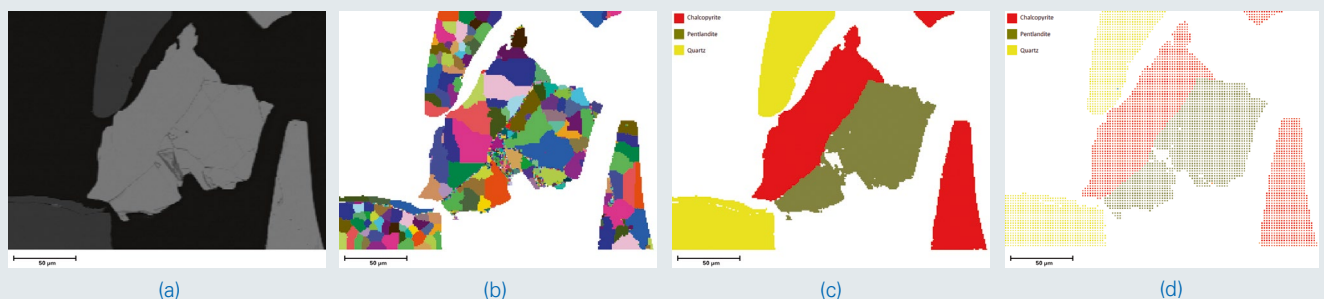 Chalcopyrite
Pentlandite
Quartz
Chalcopyrite
Pentlandite
Quartz
50 µm
50 µm
50 µm
50 µm
(a)
(b)
(c)
(d)